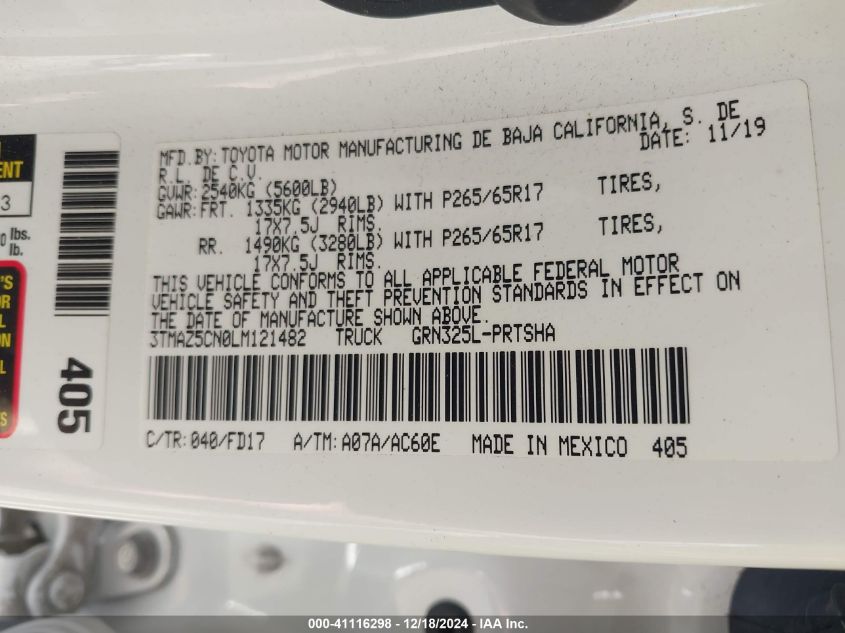 MFD.BY: TOYOTA MOTOR MANUFACTURING DE BAJA CALIFORNIA, S. DE
R.L. DE C.V. DATE: 11/19
GVWR: 2540KG (5600LB)
GAWR: FRT. 1335KG (2940LB) WITH P265/65R17 TIRES,
17X7.5J RIMS.
RR. 1490KG (3280LB) WITH P265/65R17 TIRES,
17X7.5J RIMS.
THIS VEHICLE CONFORMS TO ALL APPLICABLE FEDERAL MOTOR
VEHICLE SAFETY AND THEFT PREVENTION STANDARDS IN EFFECT ON
THE DATE OF MANUFACTURE SHOWN ABOVE.
3TMAZ5CN0LM121482 TRUCK GRN325L-PRTSHA
C/TR: 040/FD17 A/TM: A07A/AC60E MADE IN MEXICO 405
405
3
0 lbs.
lb.
000-41116298 - 12/18/2024 - IAA Inc.